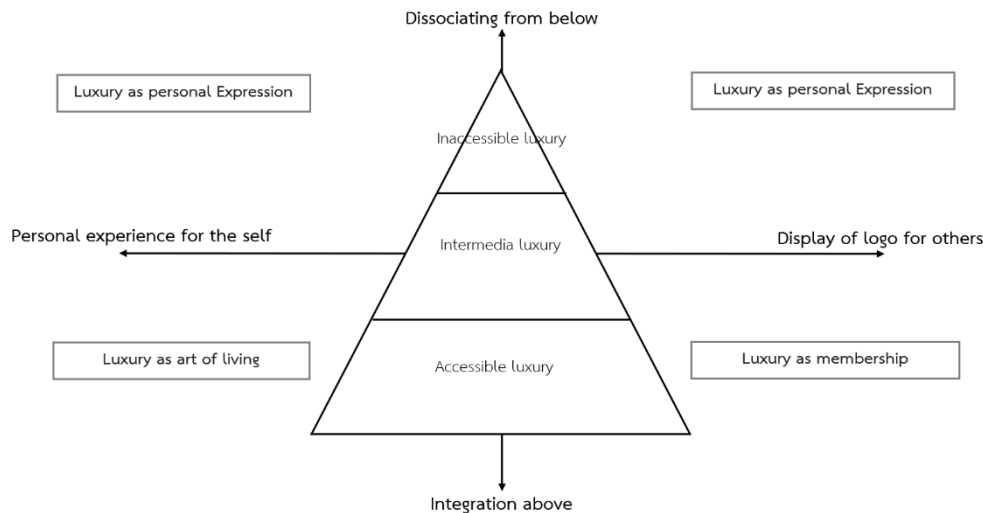 Dissociating from below
Luxury as personal Expression
Luxury as personal Expression
Inaccessible luxury
Personal experience for the self
Intermedia luxury
Display of logo for others
Luxury as art of living
Accessible luxury
Luxury as membership
Integration above